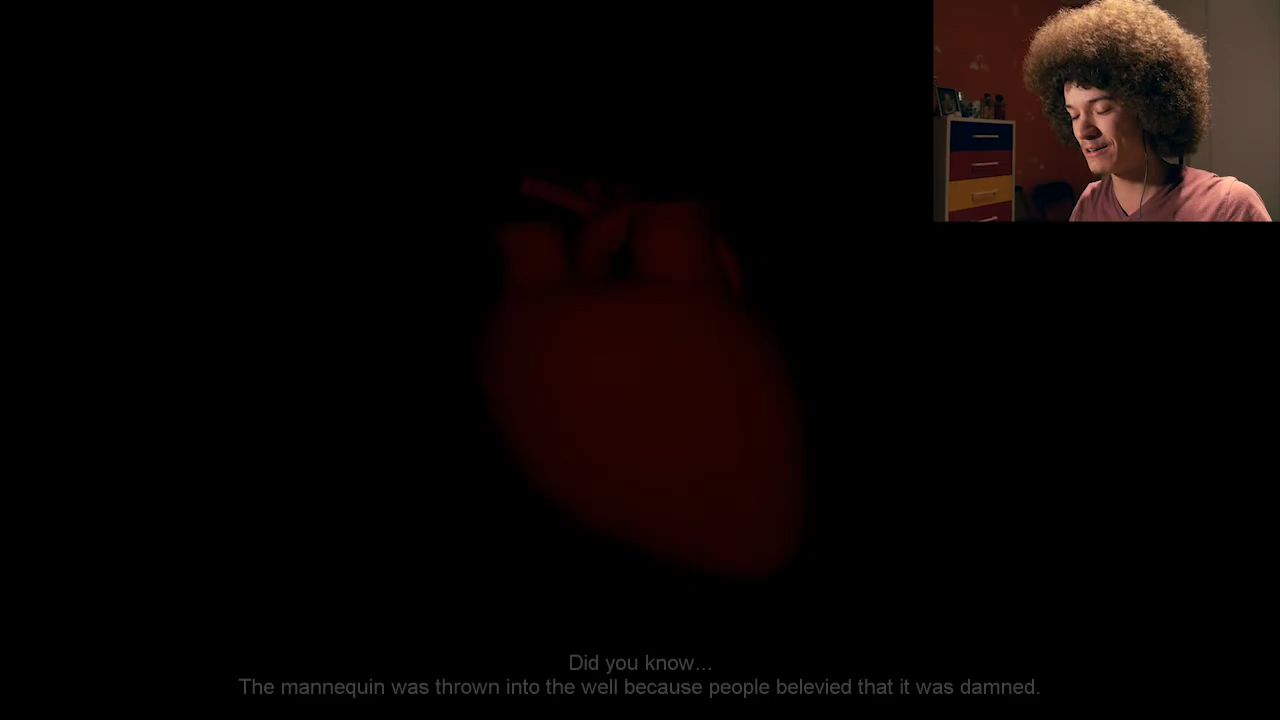 Did you know...
The mannequin was thrown into the well because people belevied that it was damned.